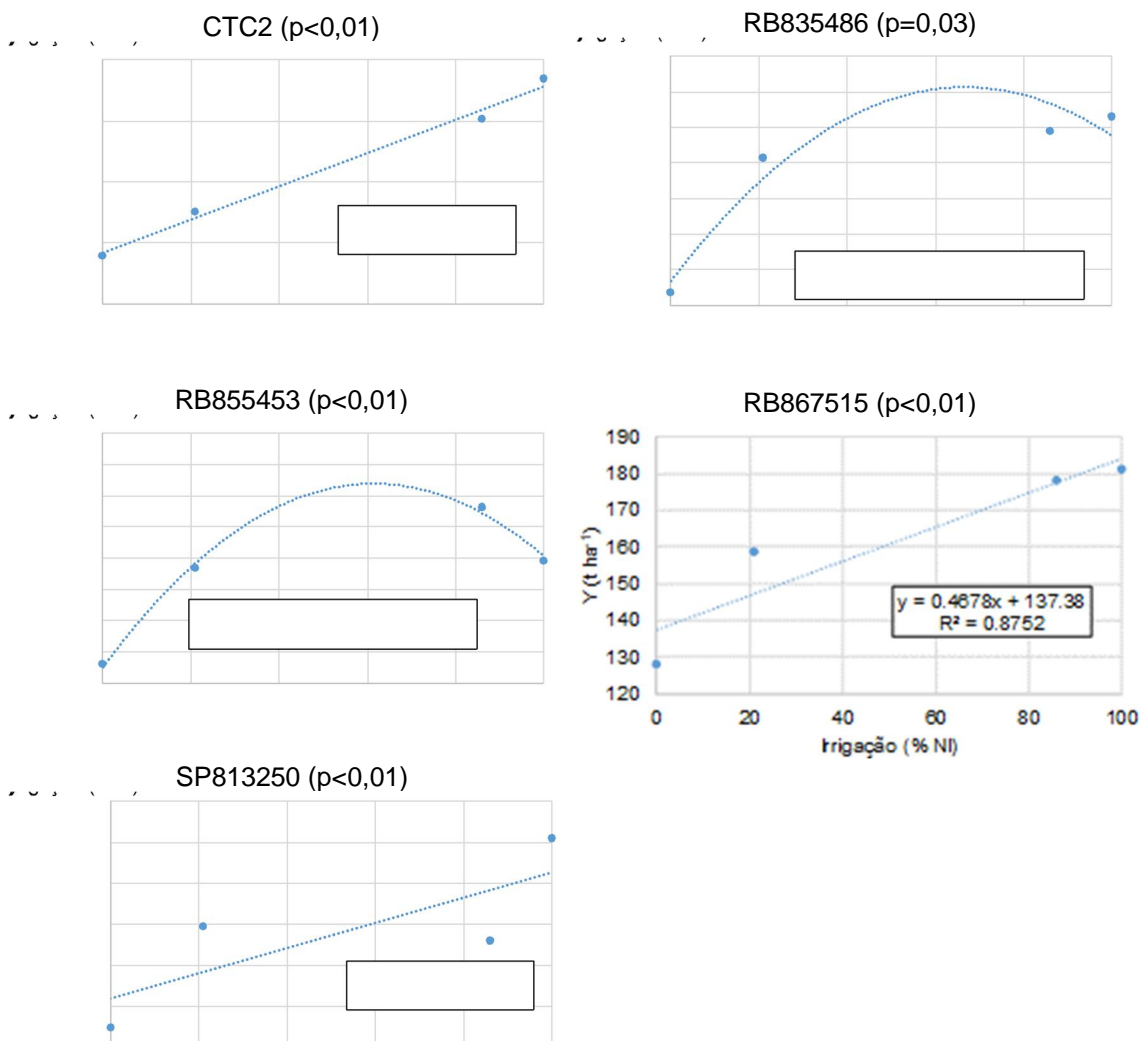 CTC2 (p<0,01)
RB835486 (p=0,03)
RB855453 (p<0,01)
RB867515 (p<0,01)
190
180
170
160
150
140
130
120
Y (t ha⁻¹)
y = 0.4678x + 137.38
R² = 0.8752
0 20 40 60 80 100
Irrigação (% NI)
SP813250 (p<0,01)